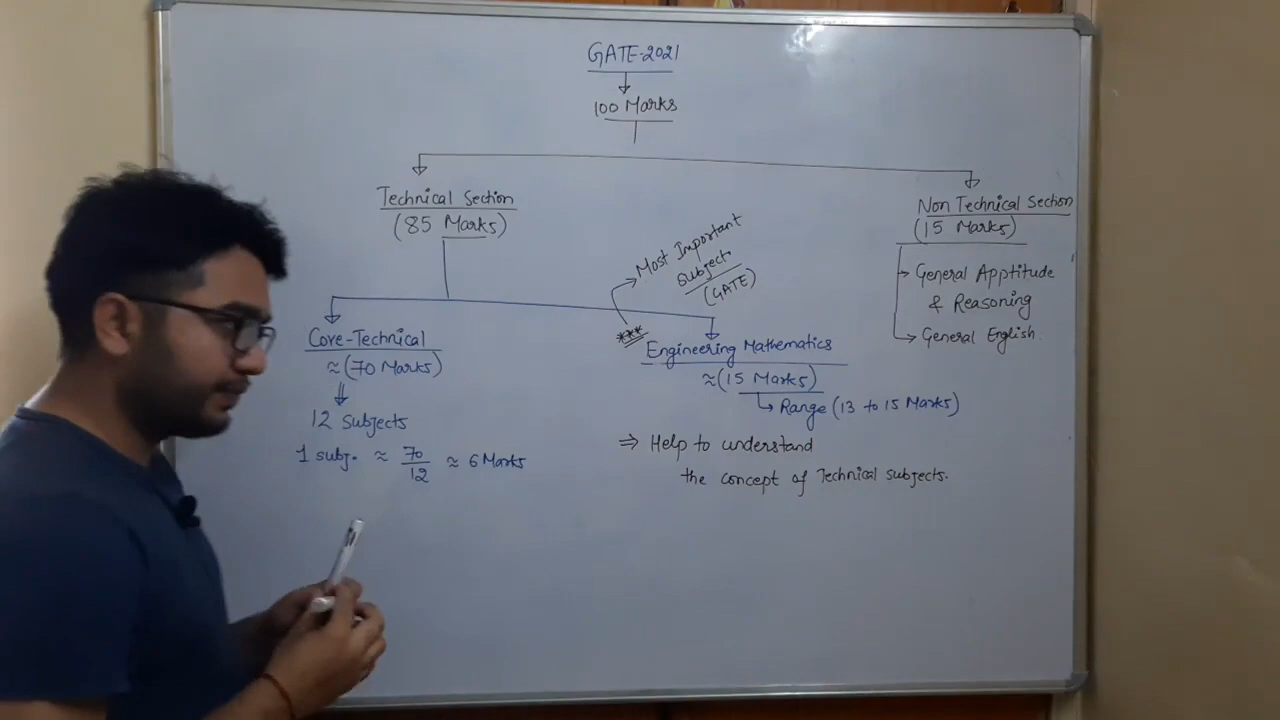 GATE-2021
100 Marks
Technical Section
(85 Marks)
Non Technical Section
(15 Marks)
General Apptitude
& Reasoning
General English
Most Important
Subject
(GATE)
***
Core-Technical
≈ (70 Marks)
12 Subjects
1 subj. ≈ 70/12 ≈ 6 Marks
Engineering Mathematics
≈ (15 Marks)
Range (13 to 15 Marks)
⇒ Help to understand
the concept of Technical subjects.